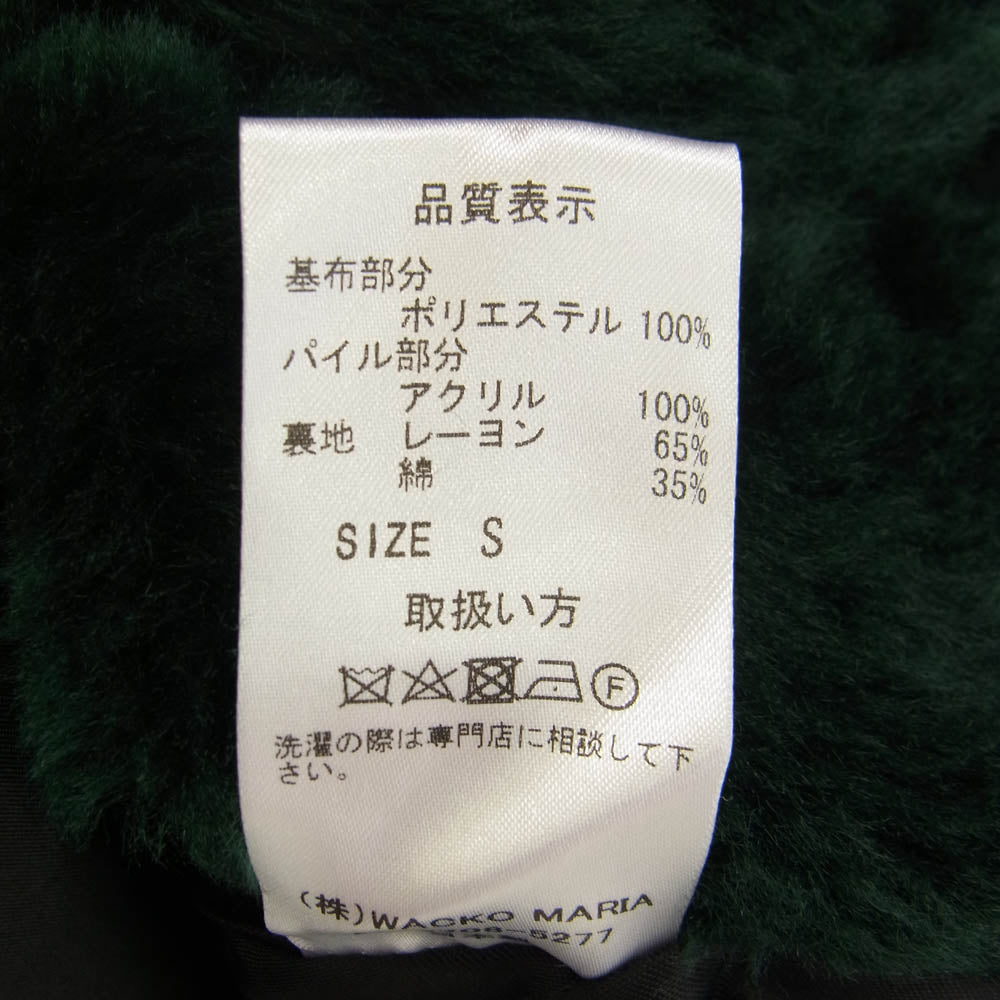 品質表示
基布部分
ポリエステル 100%
パイル部分
アクリル 100%
裏地 レーヨン 65%
綿 35%
SIZE S
取扱い方
F
洗濯の際は専門店に相談して下
さい。
(株)WACKO MARIA
5277